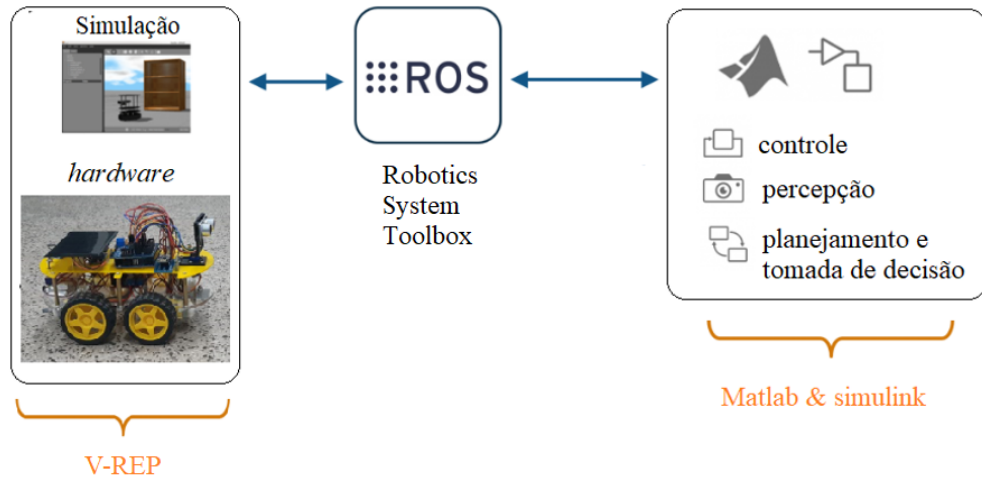 Simulação
hardware
V-REP
ROS
Robotics
System
Toolbox
controle
percepção
planejamento e
tomada de decisão
Matlab & simulink